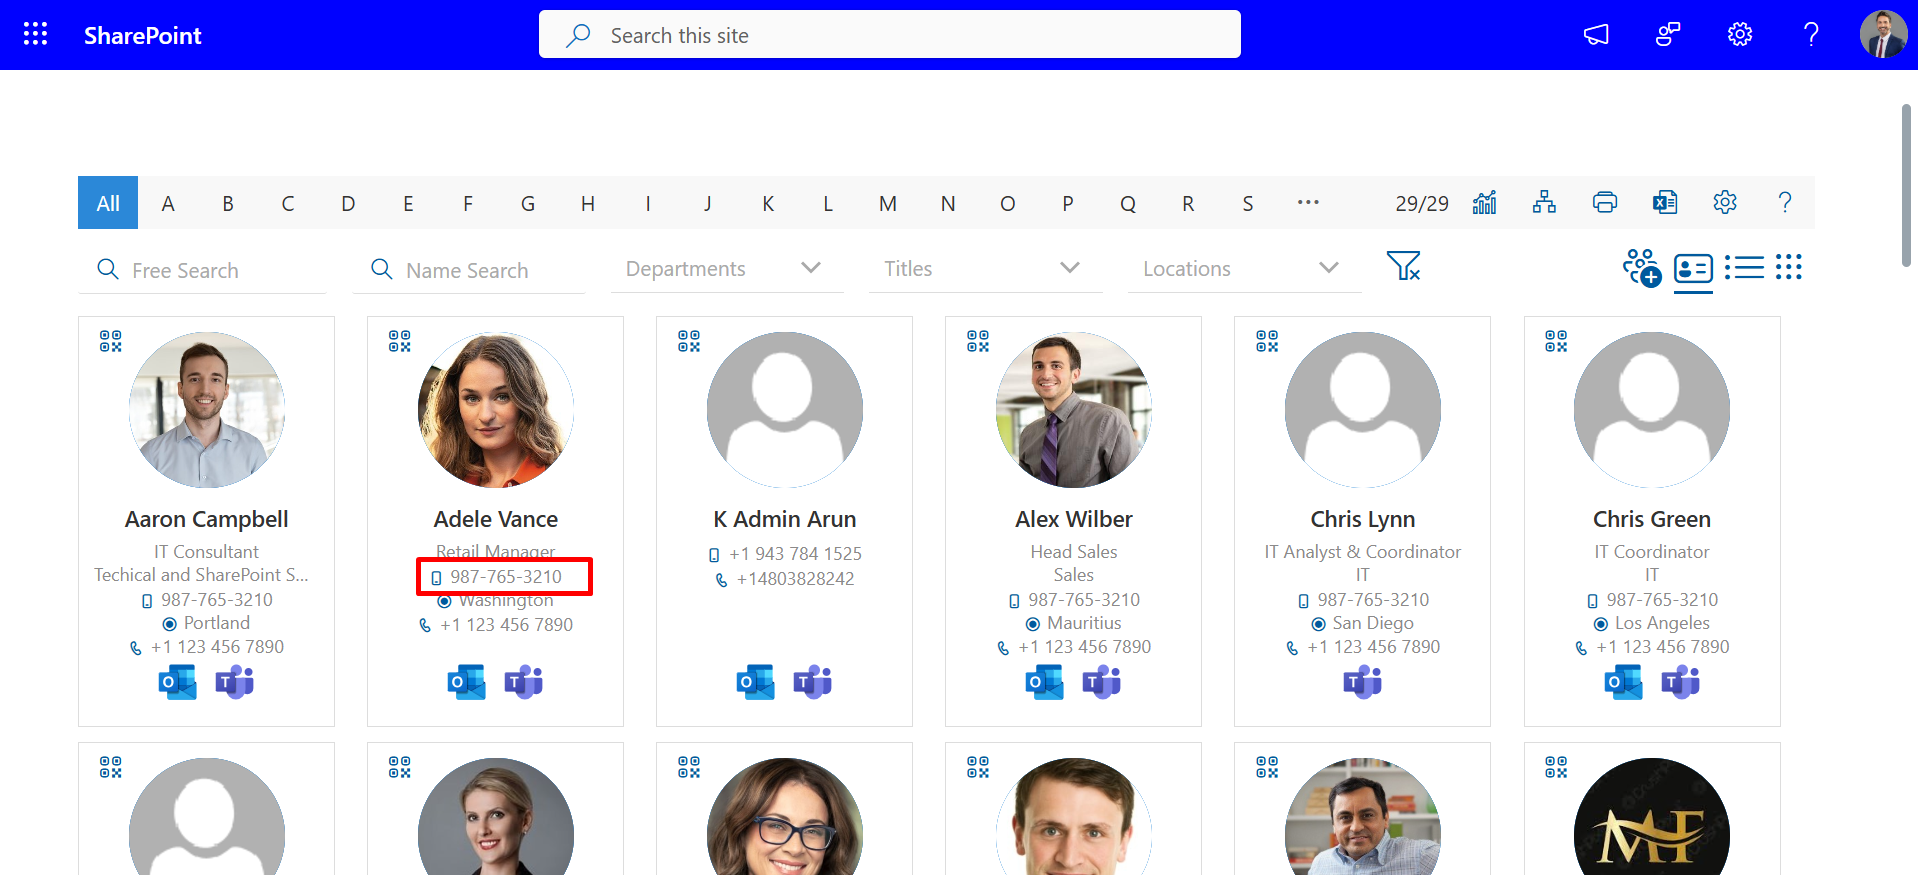 SharePoint
Search this site
All A B C D E F G H I J K L M N O P Q R S ··· 29/29
Free Search
Name Search
Departments
Titles
Locations
Aaron Campbell
IT Consultant
Techical and SharePoint S...
987-765-3210
Portland
+1 123 456 7890
Adele Vance
Retail Manager
987-765-3210
Washington
+1 123 456 7890
K Admin Arun
+1 943 784 1525
+14803828242
Alex Wilber
Head Sales
Sales
987-765-3210
Mauritius
+1 123 456 7890
Chris Lynn
IT Analyst & Coordinator
IT
987-765-3210
San Diego
+1 123 456 7890
Chris Green
IT Coordinator
IT
987-765-3210
Los Angeles
+1 123 456 7890
MF